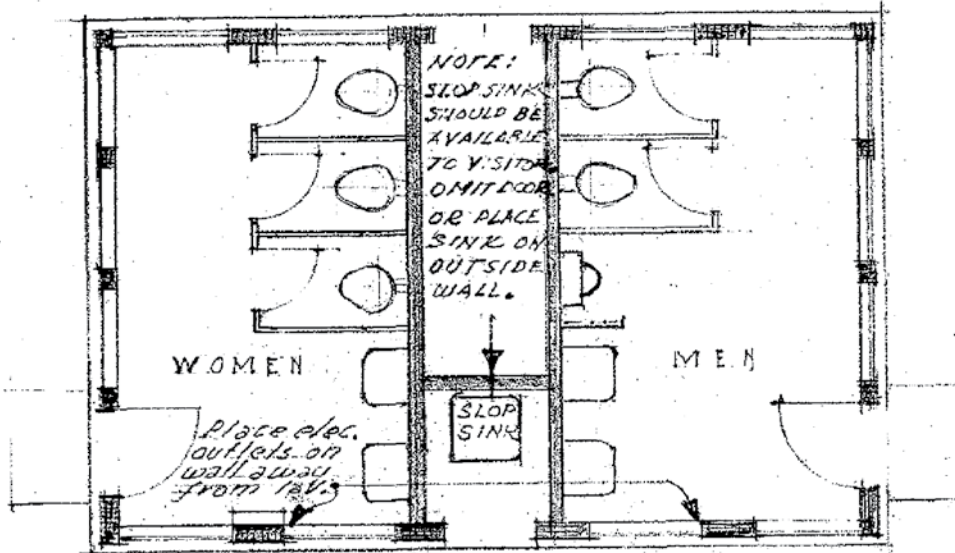 NOTE:
SLOP SINK
SHOULD BE
AVAILABLE
TO VISITOR
OMIT DOOR
OR PLACE
SINK ON
OUTSIDE
WALL.
WOMEN
MEN
SLOP
SINK
Place elec.
outlets on
wall away
from lav.